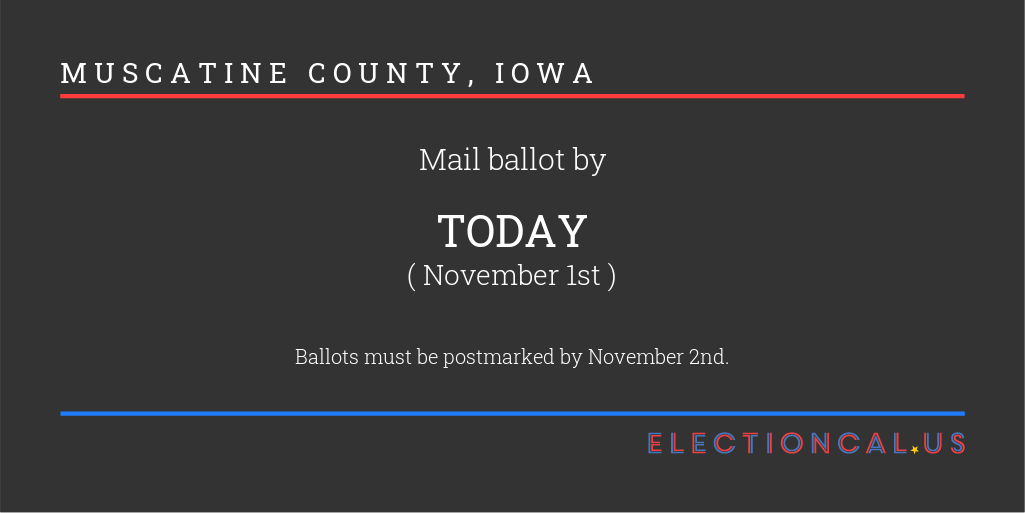 MUSCATINE COUNTY, IOWA
Mail ballot by
TODAY
( November 1st )
Ballots must be postmarked by November 2nd.
ELECTIONCAL.US